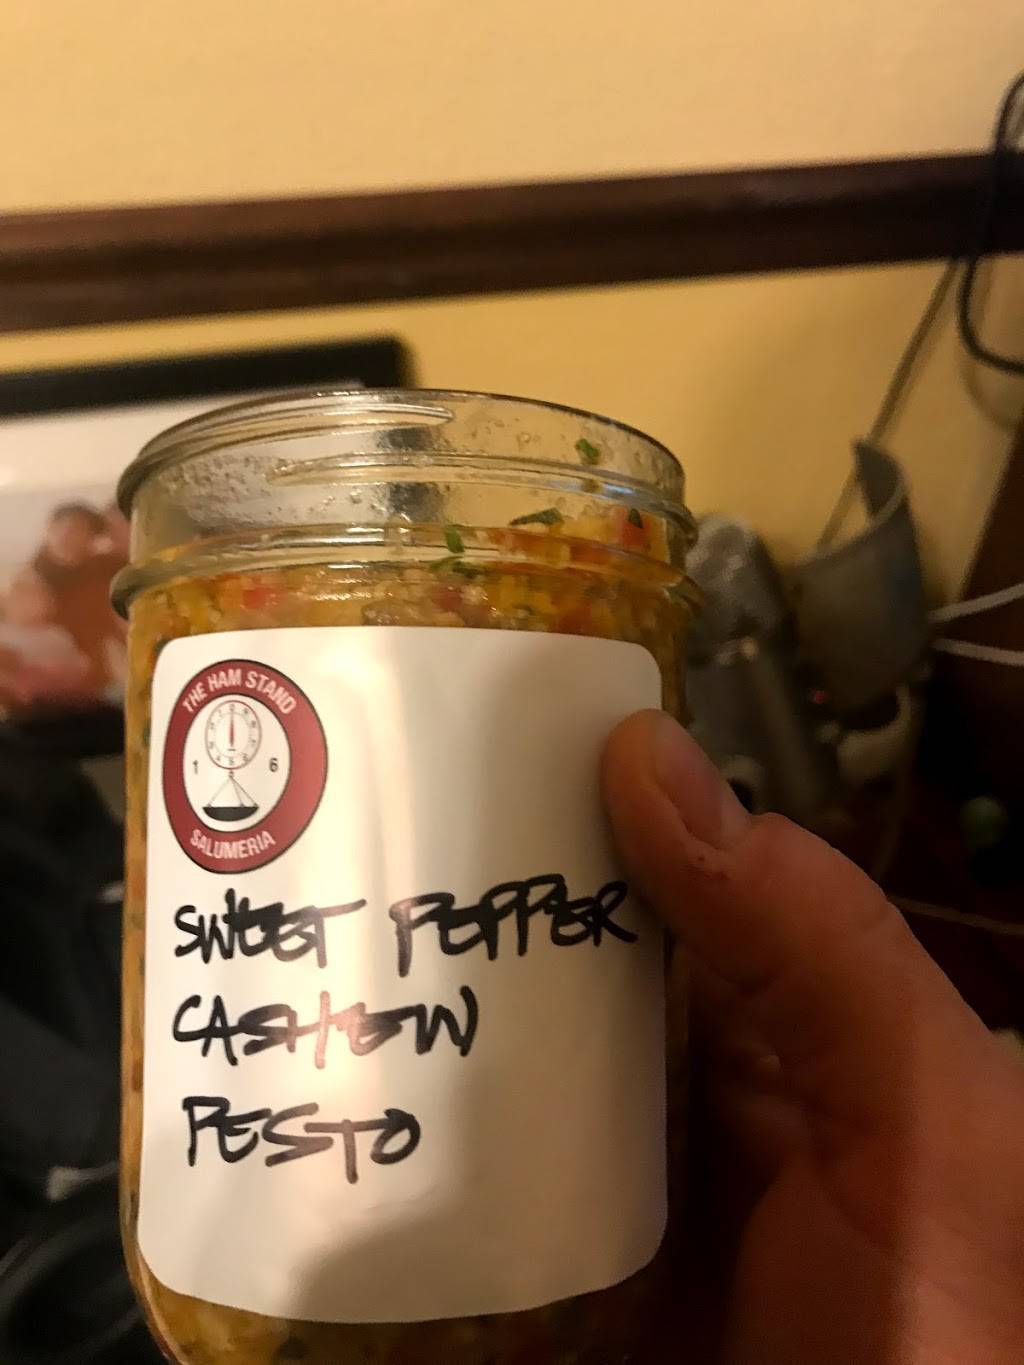 THE HAM STAND
1 6
SALUMERIA
SWEET PEPPER
CASHEW
PESTO